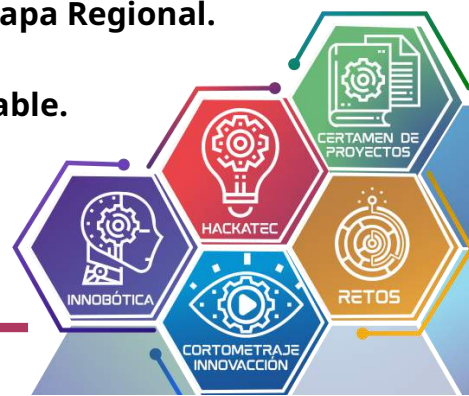 apa Regional.
able.
CERTAMEN DE
PROYECTOS
HACKATEC
INNOBÓTICA
RETOS
CORTOMETRAJE
INNOVACCIÓN